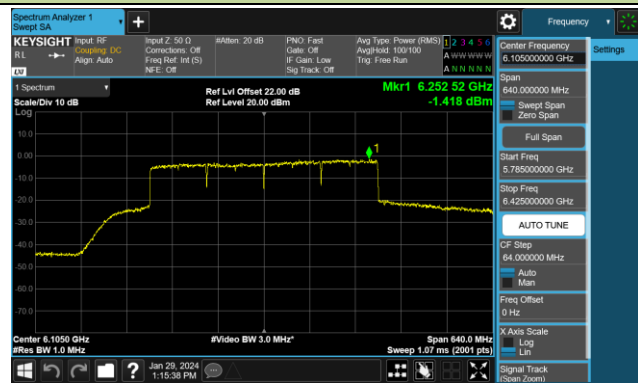 Spectrum Analyzer 1
Swept SA
Frequency
KEYSIGHT
RL
LXI
Input: RF
Coupling: DC
Align: Auto
Input Z: 50 Ω
Corrections: Off
Freq Ref: Int (S)
NFE: Off
#Atten: 20 dB
PNO: Fast
Gate: Off
IF Gain: Low
Sig Track: Off
Avg Type: Power (RMS)
Avg|Hold: 100/100
Trig: Free Run
1 2 3 4 5 6
A W W W W W
A N N N N N
1 Spectrum
Scale/Div 10 dB
Log
Ref Lvl Offset 22.00 dB
Ref Level 20.00 dBm
Mkr1 6.252 52 GHz
-1.418 dBm
10.0
0.00
-10.0
-20.0
-30.0
-40.0
-50.0
-60.0
-70.0
1
Center 6.1050 GHz
#Res BW 1.0 MHz
#Video BW 3.0 MHz*
Span 640.0 MHz
Sweep 1.07 ms (2001 pts)
Jan 29, 2024
1:15:38 PM
Center Frequency
6.105000000 GHz
Settings
Span
640.000000 MHz
Swept Span
Zero Span
Full Span
Start Freq
5.785000000 GHz
Stop Freq
6.425000000 GHz
AUTO TUNE
CF Step
64.000000 MHz
Auto
Man
Freq Offset
0 Hz
X Axis Scale
Log
Lin
Signal Track
(Span Zoom)